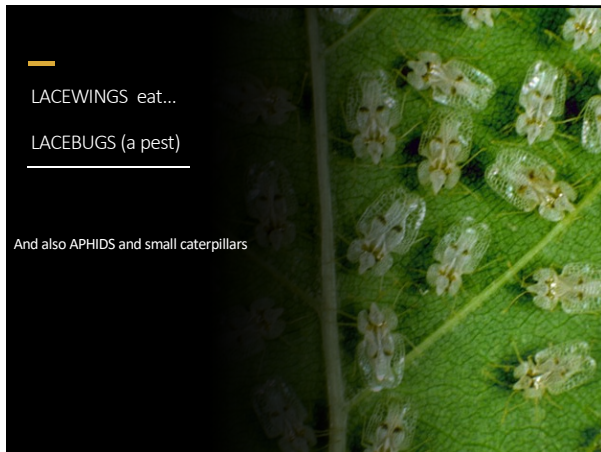 LACEWINGS eat...
LACEBUGS (a pest)
And also APHIDS and small caterpillars